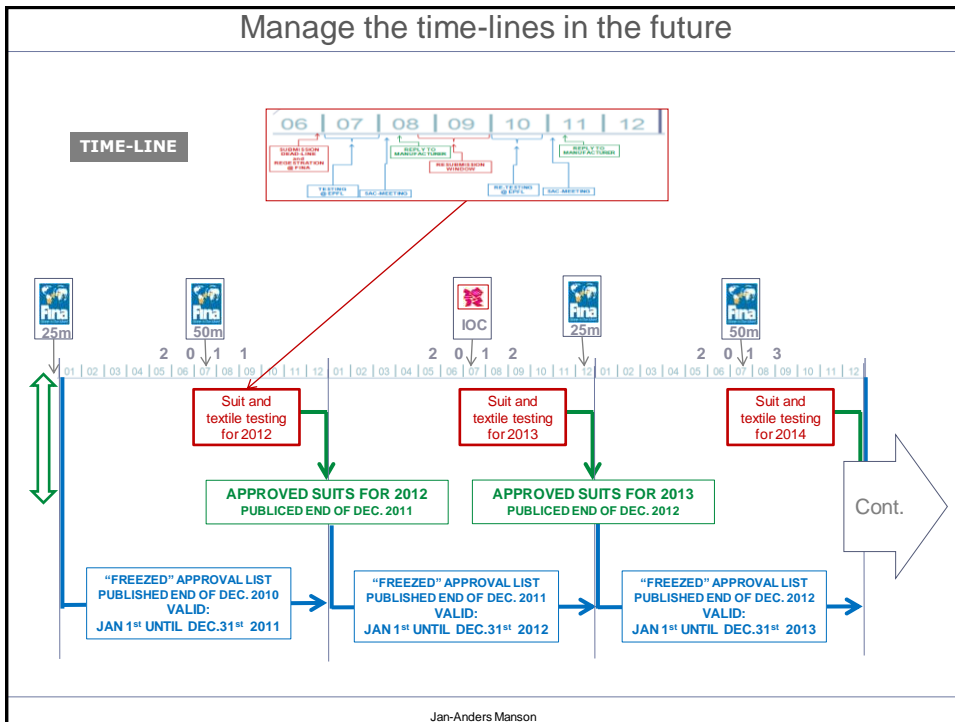 Manage the time-lines in the future
TIME-LINE
06 07 08 09 10 11 12
SUBMISSION
DEAD-LINE
and
REGISTRATION
@ FINA
REPLY TO
MANUFACTURER
RESUBMISSION
WINDOW
REPLY TO
MANUFACTURER
TESTING
@ EPFL
SAC-MEETING
RE-TESTING
@ EPFL
SAC-MEETING
Fina
25m
Fina
50m
IOC
Fina
25m
Fina
50m
2 0 1 1
2 0 1 2
2 0 1 3
01 02 03 04 05 06 07 08 09 10 11 12 01 02 03 04 05 06 07 08 09 10 11 12 01 02 03 04 05 06 07 08 09 10 11 12
Suit and
textile testing
for 2012
Suit and
textile testing
for 2013
Suit and
textile testing
for 2014
APPROVED SUITS FOR 2012
PUBLICED END OF DEC. 2011
APPROVED SUITS FOR 2013
PUBLICED END OF DEC. 2012
Cont.
“FREEZED” APPROVAL LIST
PUBLISHED END OF DEC. 2010
VALID:
JAN 1st UNTIL DEC.31st 2011
“FREEZED” APPROVAL LIST
PUBLISHED END OF DEC. 2011
VALID:
JAN 1st UNTIL DEC.31st 2012
“FREEZED” APPROVAL LIST
PUBLISHED END OF DEC. 2012
VALID:
JAN 1st UNTIL DEC.31st 2013
Jan-Anders Manson